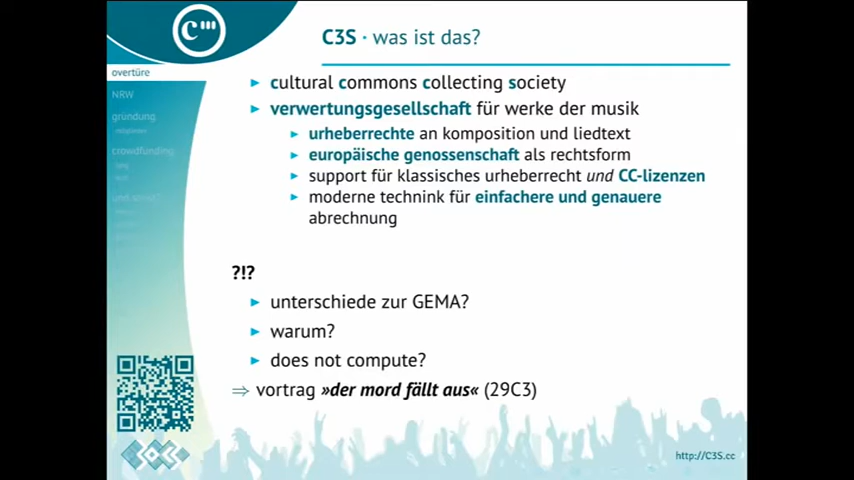 C3S · was ist das?
overtüre
NRW
gründung
crowdfunding
▸ cultural commons collecting society
▸ verwertungsgesellschaft für werke der musik
▸ urheberrechte an komposition und liedtext
▸ europäische genossenschaft als rechtsform
▸ support für klassisches urheberrecht und CC-lizenzen
▸ moderne technink für einfachere und genauere
abrechnung
?!?
▸ unterschiede zur GEMA?
▸ warum?
▸ does not compute?
⇒ vortrag »der mord fällt aus« (29C3)
http://C3S.cc